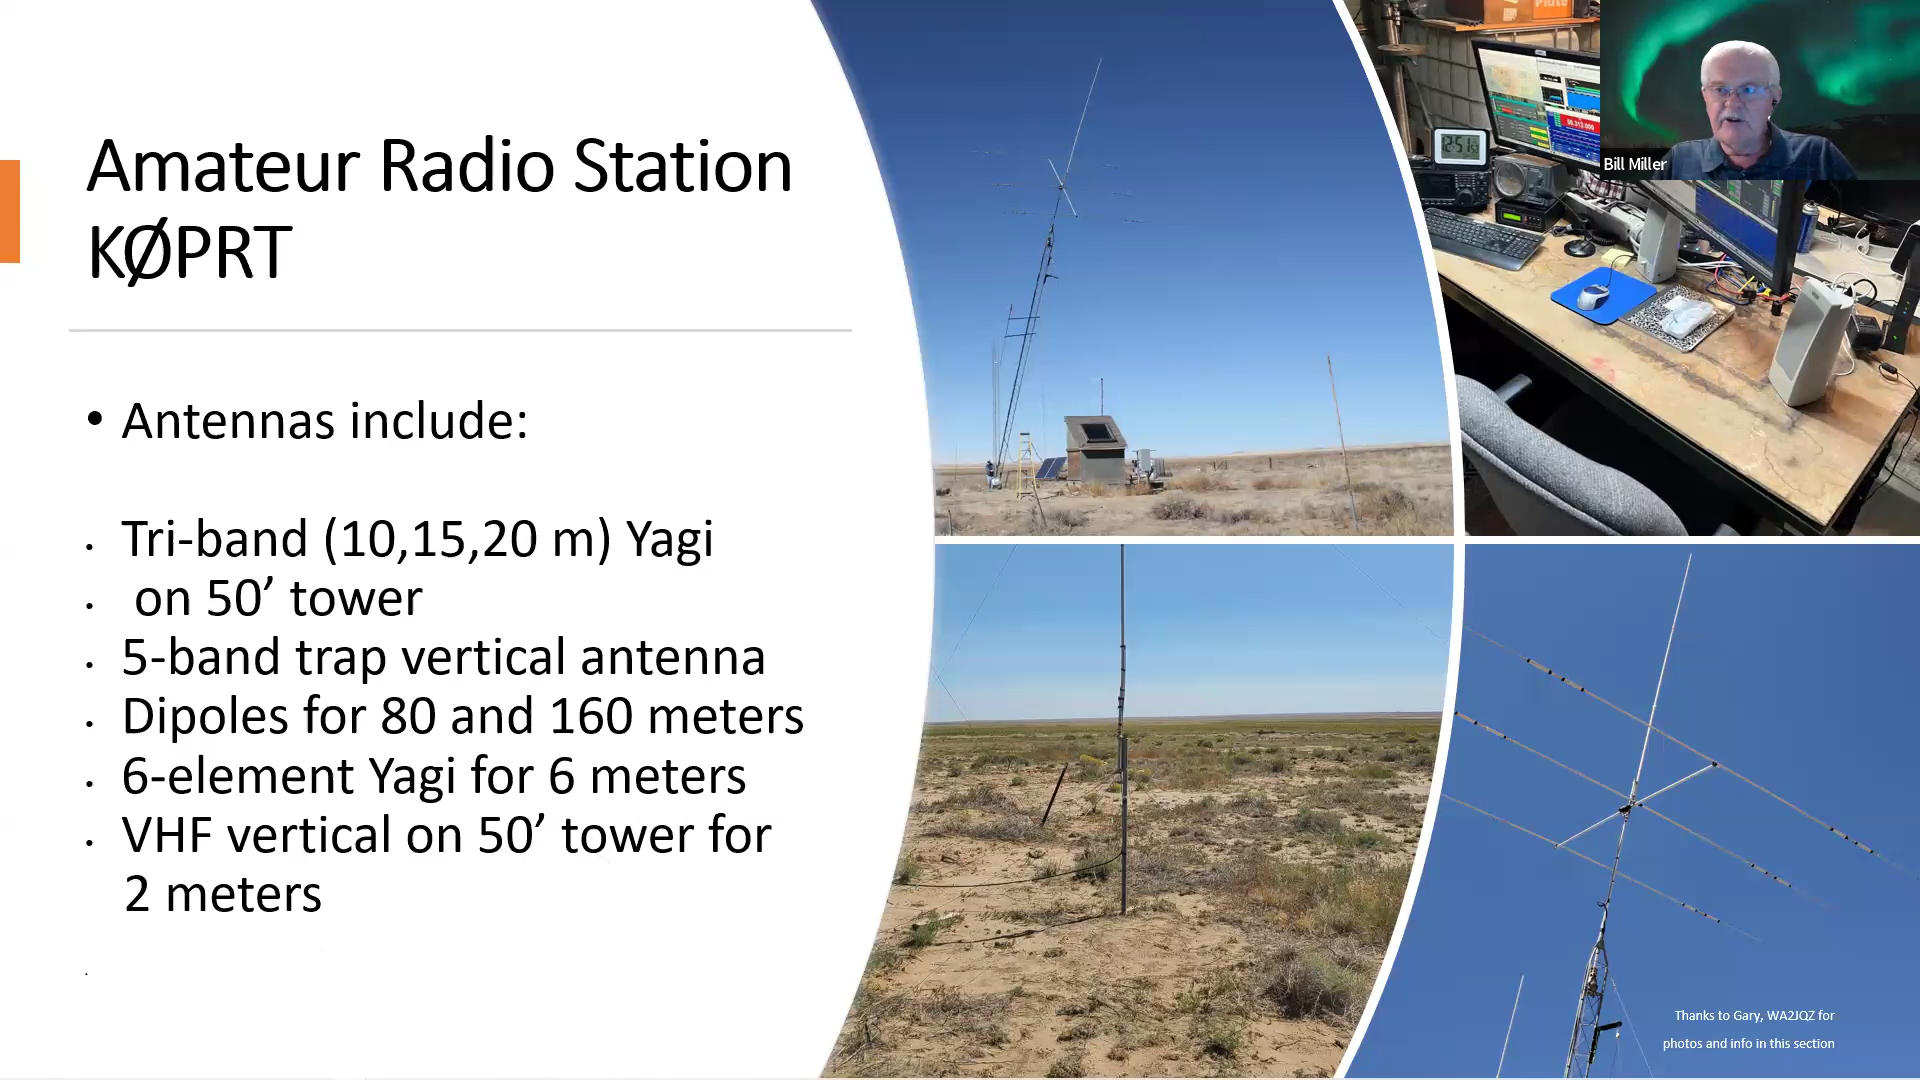 Amateur Radio Station
KØPRT
• Antennas include:
• Tri-band (10,15,20 m) Yagi
• on 50’ tower
• 5-band trap vertical antenna
• Dipoles for 80 and 160 meters
• 6-element Yagi for 6 meters
• VHF vertical on 50’ tower for
2 meters
•
Bill Miller
12:51
Thanks to Gary, WA2JQZ for
photos and info in this section